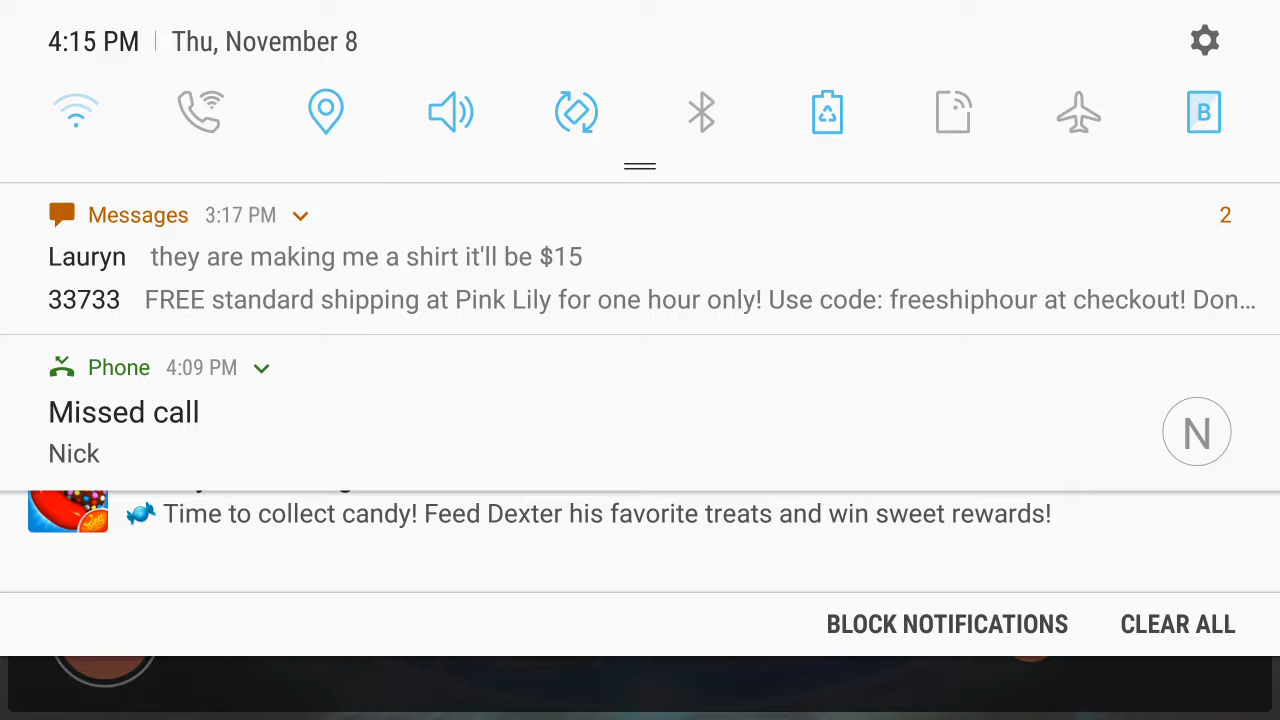 4:15 PM | Thu, November 8
B
Messages 3:17 PM 2
Lauryn they are making me a shirt it'll be $15
33733 FREE standard shipping at Pink Lily for one hour only! Use code: freeshiphour at checkout! Don...
Phone 4:09 PM
Missed call
Nick
N
King
Time to collect candy! Feed Dexter his favorite treats and win sweet rewards!
BLOCK NOTIFICATIONS CLEAR ALL